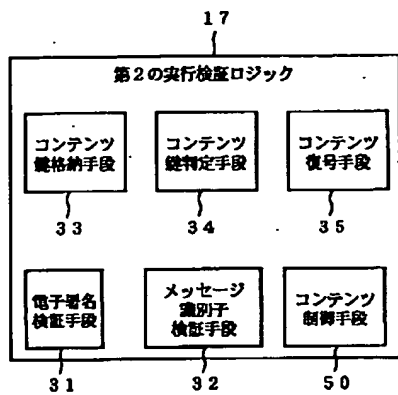 17
第2の実行検証ロジック
コンテンツ
鍵格納手段
コンテンツ
鍵判定手段
コンテンツ
復号手段
33
34
35
電子署名
検証手段
メッセージ
識別子
検証手段
コンテンツ
制御手段
31
32
50